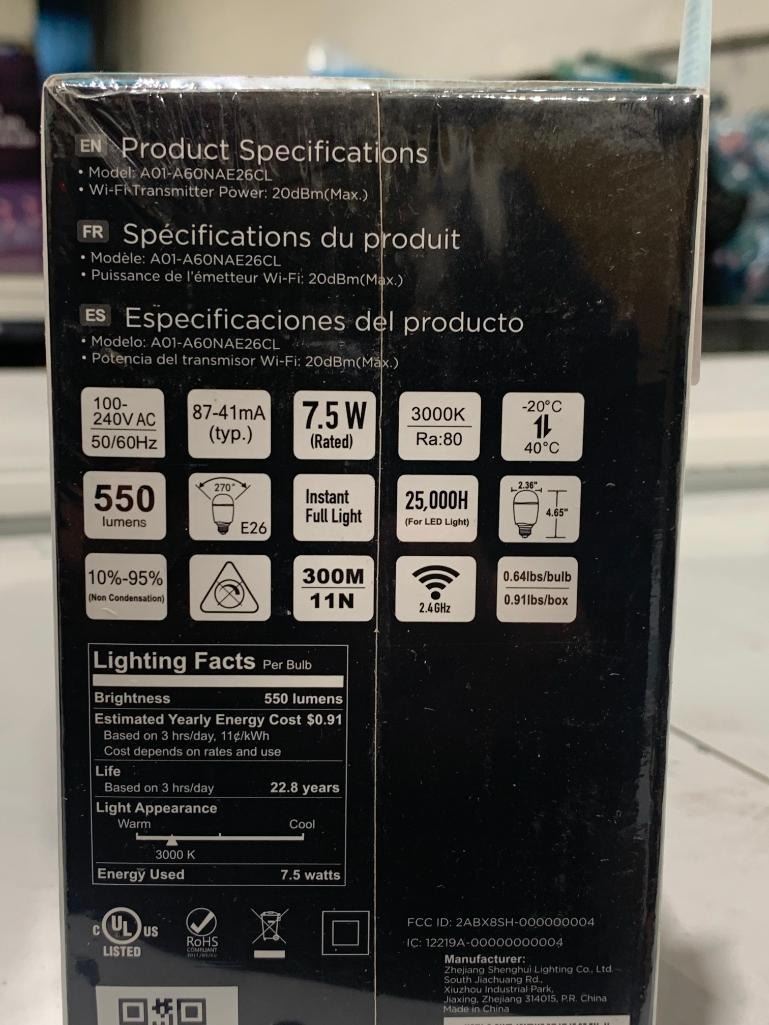 EN Product Specifications
• Model: A01-A60NAE26CL
• Wi-Fi Transmitter Power: 20dBm(Max.)
FR Spécifications du produit
• Modèle: A01-A60NAE26CL
• Puissance de l'émetteur Wi-Fi: 20dBm(Max.)
ES Especificaciones del producto
• Modelo: A01-A60NAE26CL
• Potencia del transmisor Wi-Fi: 20dBm(Max.)
100-
240V AC
50/60Hz
87-41mA
(typ.)
7.5 W
(Rated)
3000K
Ra:80
-20°C
40°C
550
lumens
270°
E26
Instant
Full Light
25,000H
(For LED Light)
2.36"
4.65"
10%-95%
(Non Condensation)
300M
11N
2.4GHz
0.64lbs/bulb
0.91lbs/box
Lighting Facts Per Bulb
Brightness 550 lumens
Estimated Yearly Energy Cost $0.91
Based on 3 hrs/day, 11¢/kWh
Cost depends on rates and use
Life
Based on 3 hrs/day 22.8 years
Light Appearance
Warm Cool
3000 K
Energy Used 7.5 watts
C UL US
LISTED
RoHS
COMPLIANT
FCC ID: 2ABX8SH-000000004
IC: 12219A-00000000004
Manufacturer:
Zhejiang Shenghui Lighting Co., Ltd.
South Jiachuang Rd.,
Xiuzhou Industrial Park,
Jiaxing, Zhejiang 314015, P.R. China
Made in China